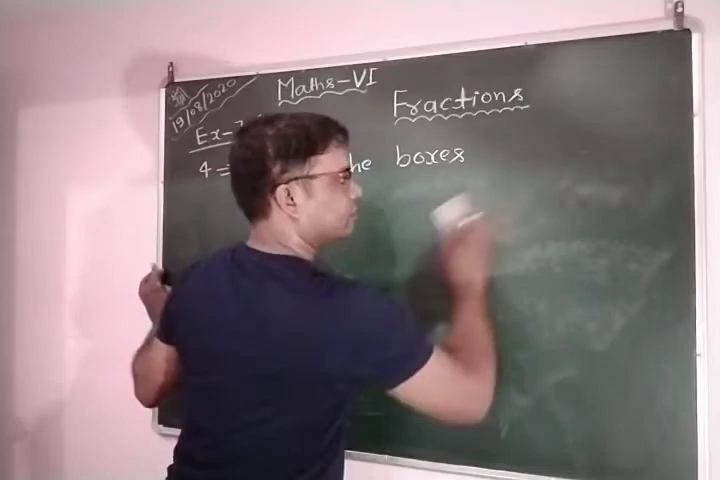 19/08/2020
Maths-VI
Fractions
Ex-
4 = he boxes